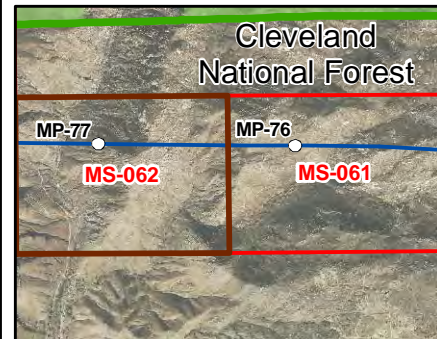 Cleveland
National Forest
MP-77
MP-76
MS-062
MS-061